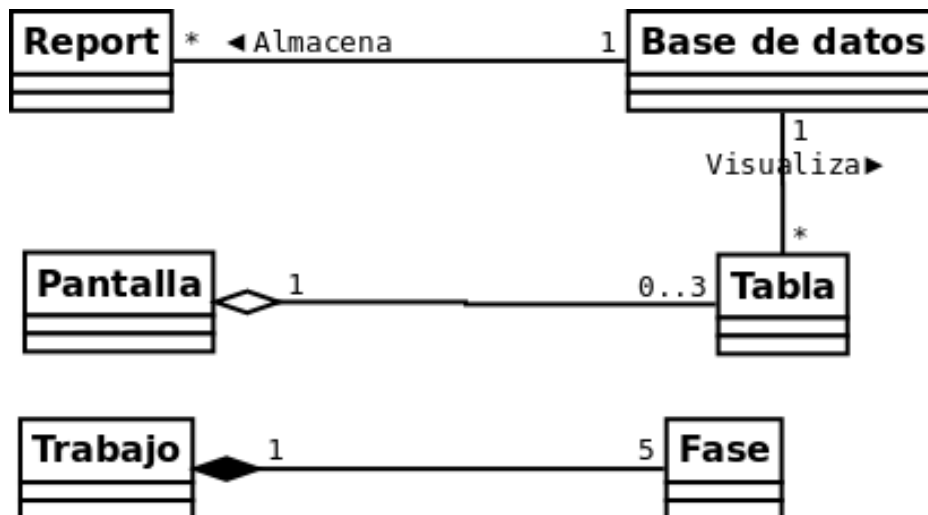 Report * ◀Almacena 1 Base de datos
1
Visualiza▶
*
Pantalla 1 0..3 Tabla
Trabajo 1 5 Fase